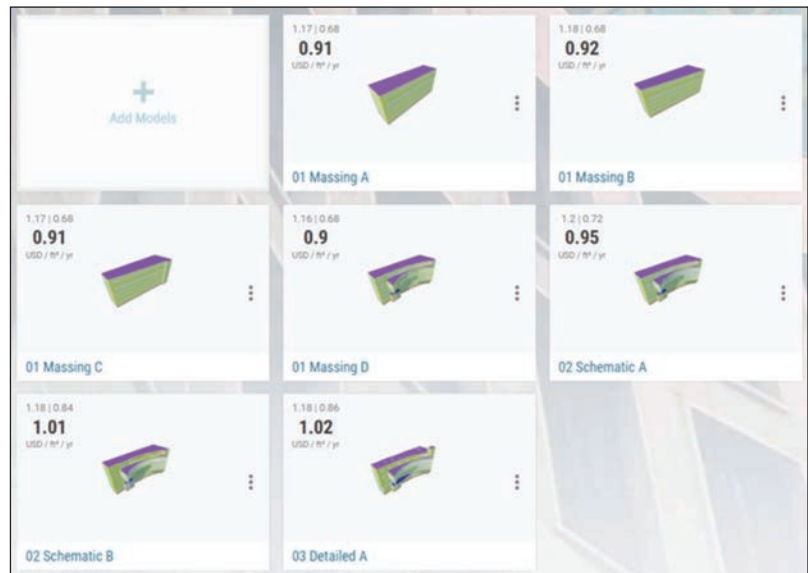 +
Add Models
1.17 | 0.68
0.91
USD / ft² / yr
01 Massing A
1.18 | 0.68
0.92
USD / ft² / yr
01 Massing B
1.17 | 0.68
0.91
USD / ft² / yr
01 Massing C
1.16 | 0.68
0.9
USD / ft² / yr
01 Massing D
1.2 | 0.72
0.95
USD / ft² / yr
02 Schematic A
1.18 | 0.84
1.01
USD / ft² / yr
02 Schematic B
1.18 | 0.86
1.02
USD / ft² / yr
03 Detailed A